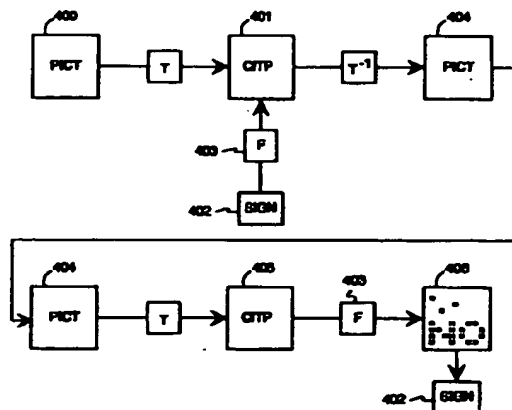 400 401 404
PICT T CITP T⁻¹ PICT
403 F
402 SIGN
404 405 403 406
PICT T CITP F
402 SIGN